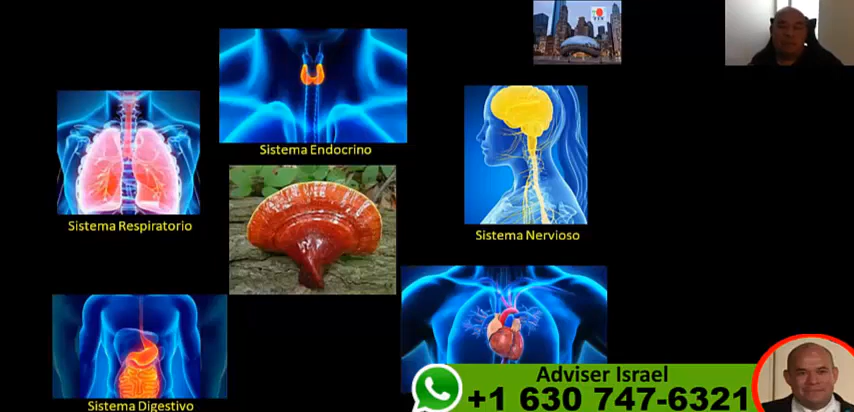 Sistema Endocrino
Sistema Respiratorio
Sistema Nervioso
Sistema Digestivo
Adviser Israel
+1 630 747-6321